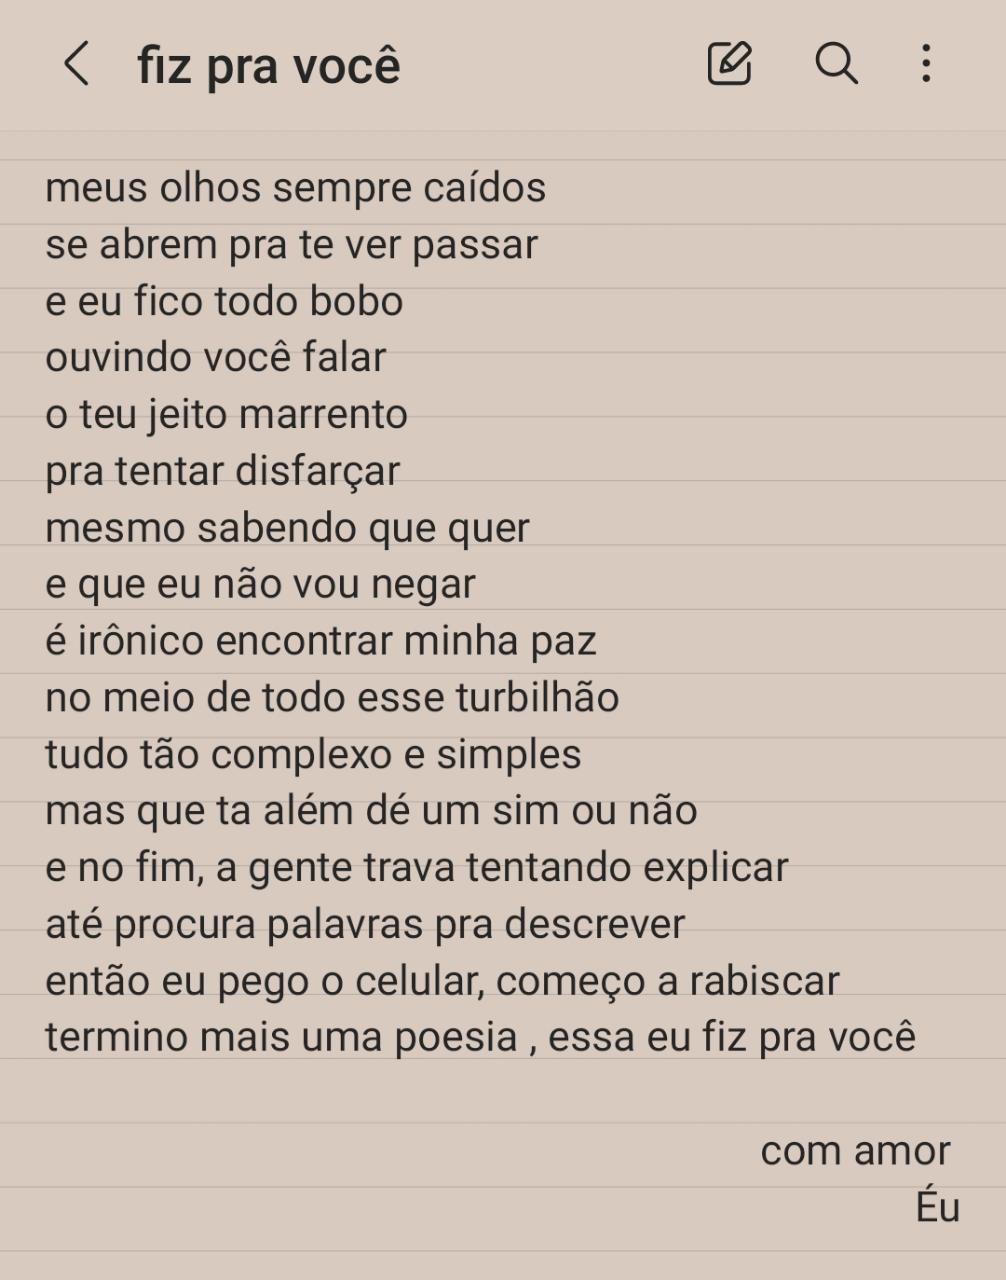 fiz pra você
meus olhos sempre caídos
se abrem pra te ver passar
e eu fico todo bobo
ouvindo você falar
o teu jeito marrento
pra tentar disfarçar
mesmo sabendo que quer
e que eu não vou negar
é irônico encontrar minha paz
no meio de todo esse turbilhão
tudo tão complexo e simples
mas que ta além dé um sim ou não
e no fim, a gente trava tentando explicar
até procura palavras pra descrever
então eu pego o celular, começo a rabiscar
termino mais uma poesia , essa eu fiz pra você
com amor
Éu